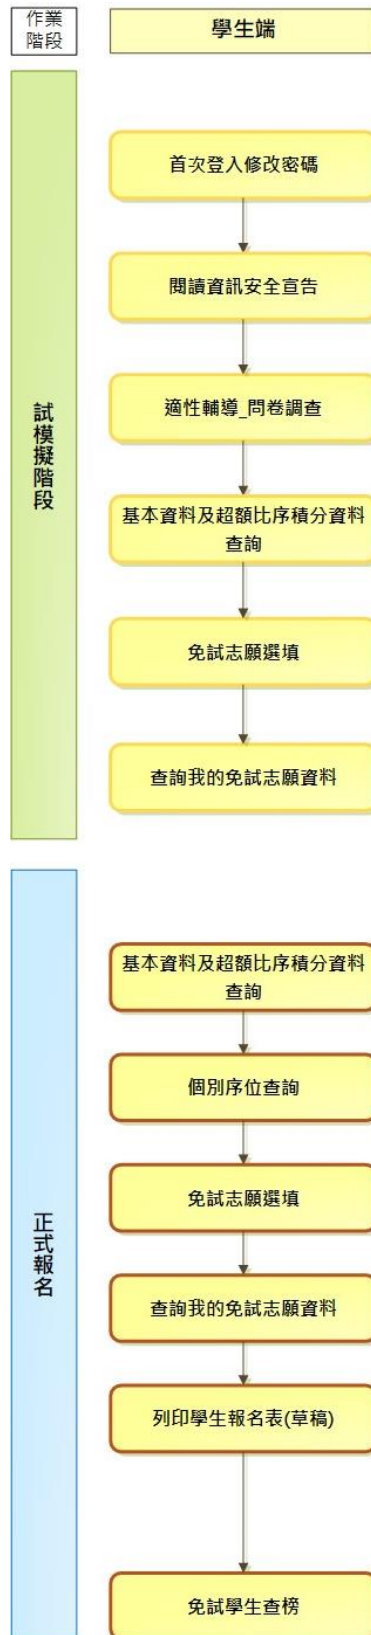 作業
階段
學生端
試模擬階段
首次登入修改密碼
閱讀資訊安全宣告
適性輔導_問卷調查
基本資料及超額比序積分資料
查詢
免試志願選填
查詢我的免試志願資料
正式報名
基本資料及超額比序積分資料
查詢
個別序位查詢
免試志願選填
查詢我的免試志願資料
列印學生報名表(草稿)
免試學生查榜